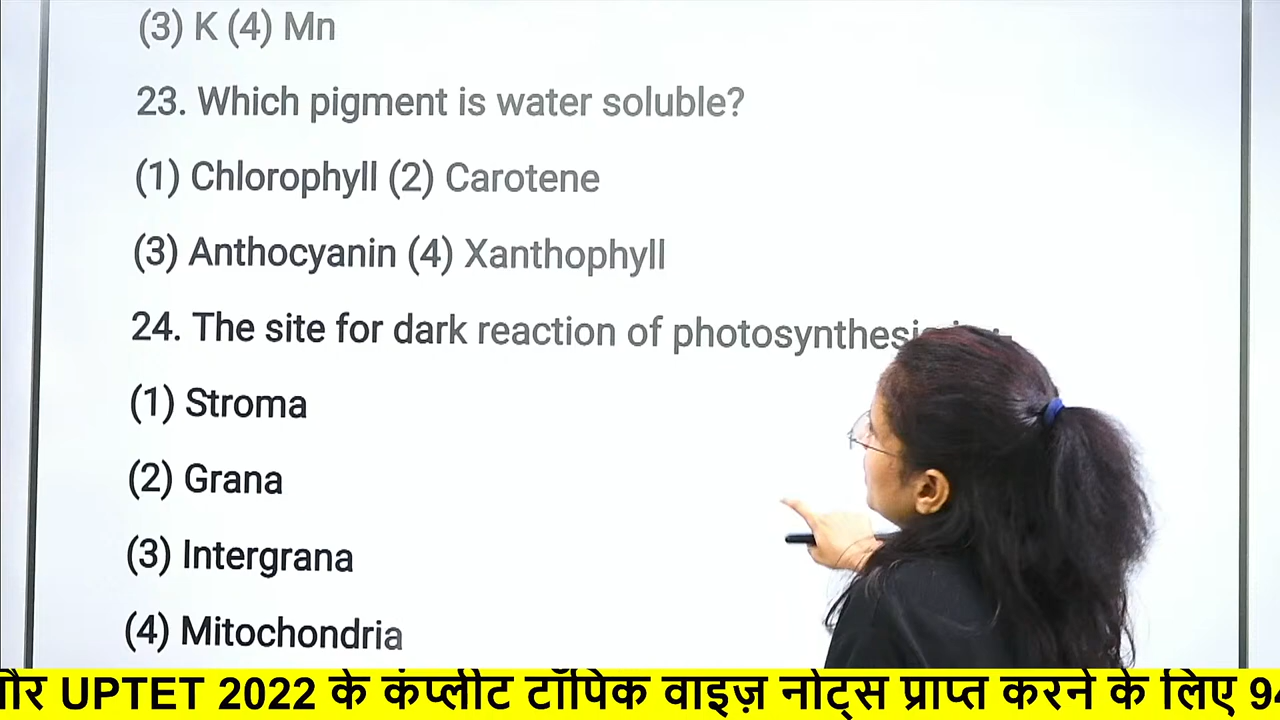 (3) K (4) Mn
23. Which pigment is water soluble?
(1) Chlorophyll (2) Carotene
(3) Anthocyanin (4) Xanthophyll
24. The site for dark reaction of photosynthesis
(1) Stroma
(2) Grana
(3) Intergrana
(4) Mitochondria
UPTET 2022 के कंप्लीट टॉपिक वाइज़ नोट्स प्राप्त करने के लिए